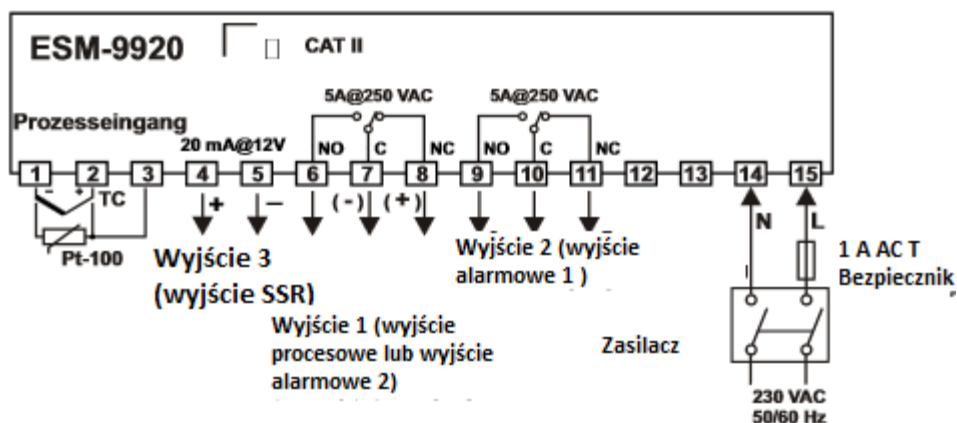 ESM-9920
CAT II
5A@250 VAC
5A@250 VAC
Prozesseingang
20 mA@12V
NO
C
NC
NO
C
NC
1
2
3
4
5
6
7
8
9
10
11
12
13
14
15
− +
TC
Pt-100
+
−
(-)
(+)
N
L
Wyjście 3
(wyjście SSR)
Wyjście 1 (wyjście
procesowe lub wyjście
alarmowe 2)
Wyjście 2 (wyjście
alarmowe 1 )
1 A AC T
Bezpiecznik
Zasilacz
230 VAC
50/60 Hz